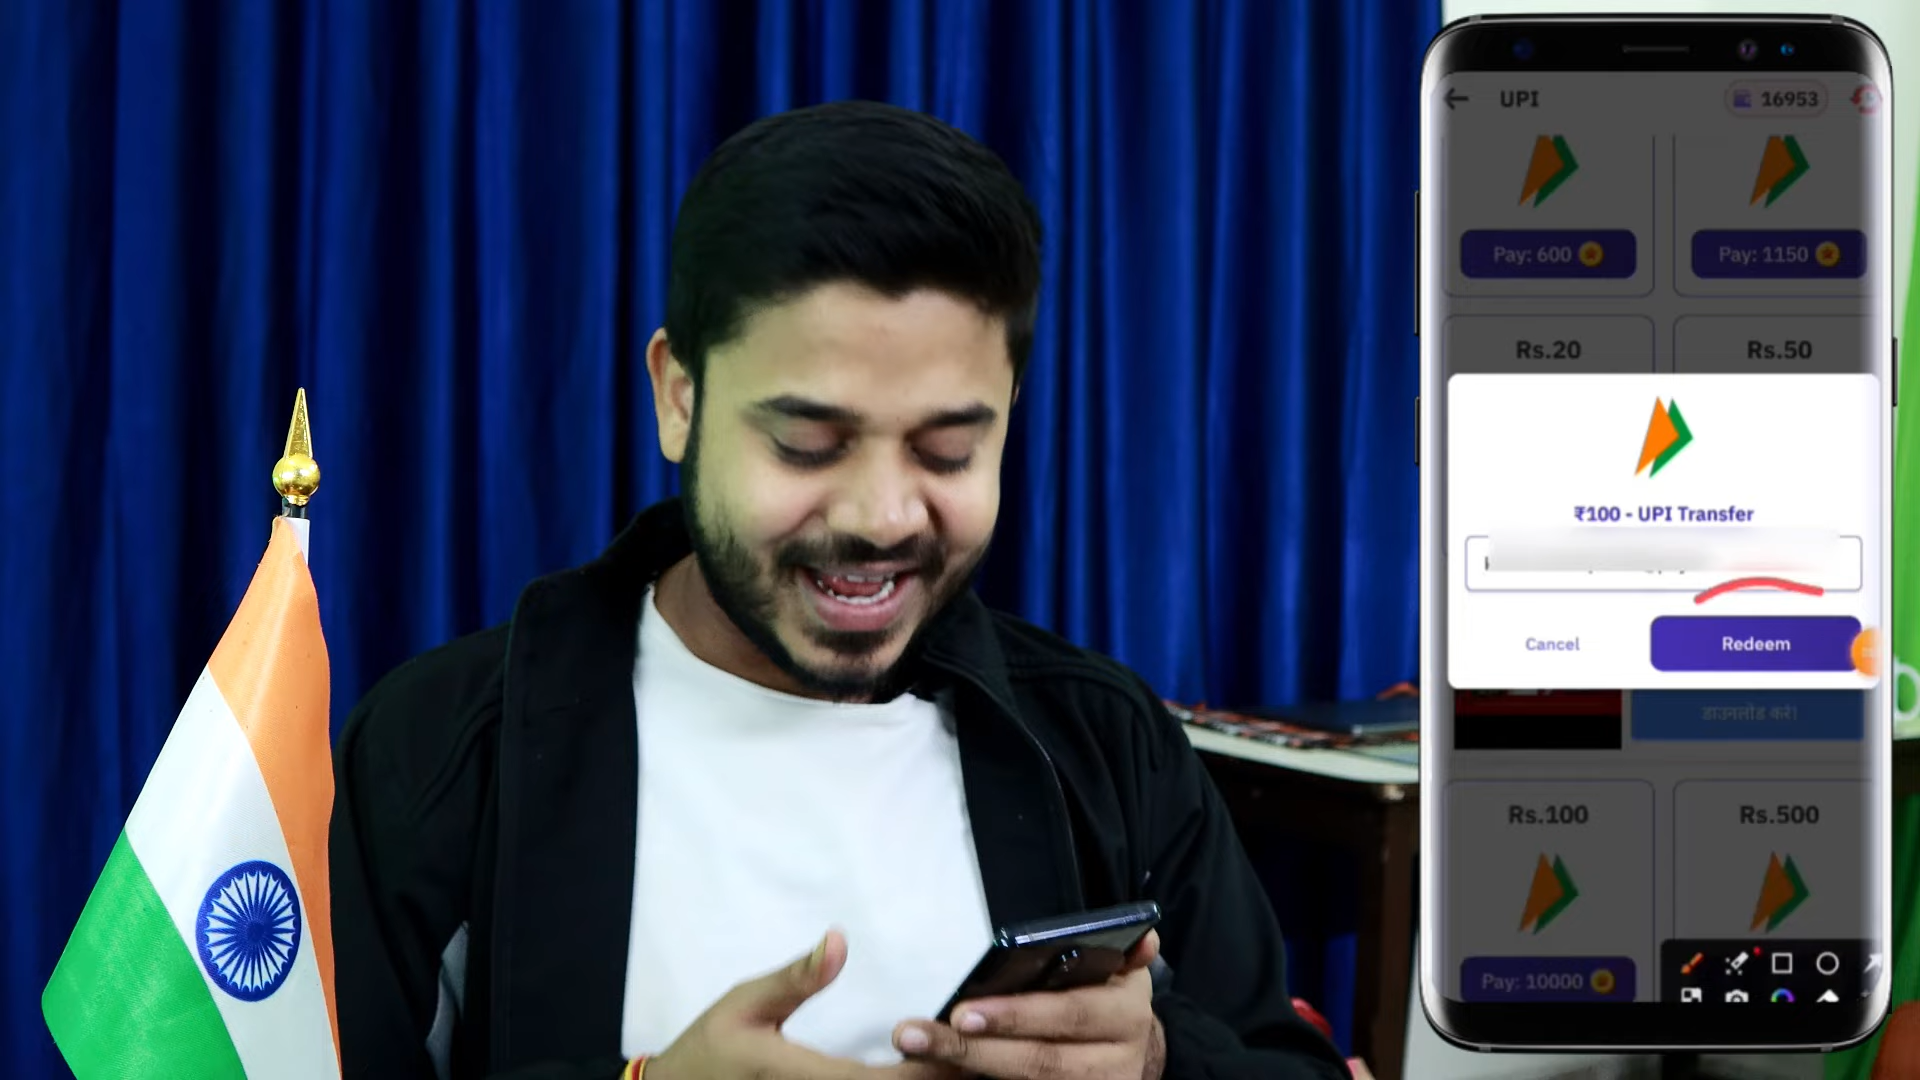 UPI
16953
Pay: 600
Pay: 1150
Rs.20
Rs.50
₹100 - UPI Transfer
Cancel
Redeem
डाउनलोड करें!
Rs.100
Rs.500
Pay: 10000